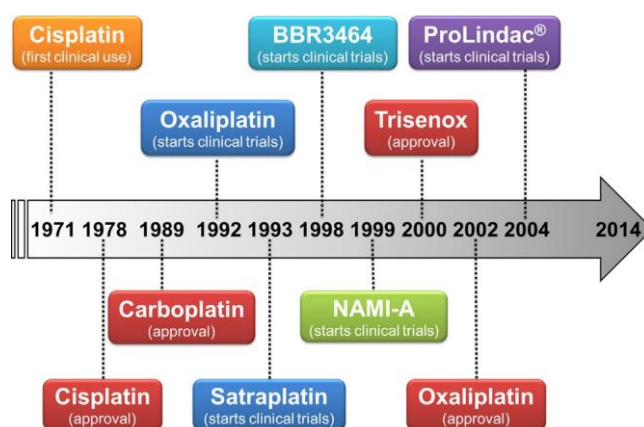 Cisplatin
(first clinical use)
BBR3464
(starts clinical trials)
ProLindac®
(starts clinical trials)
Oxaliplatin
(starts clinical trials)
Trisenox
(approval)
1971 1978 1989 1992 1993 1998 1999 2000 2002 2004 2014
Carboplatin
(approval)
NAMI-A
(starts clinical trials)
Cisplatin
(approval)
Satraplatin
(starts clinical trials)
Oxaliplatin
(approval)